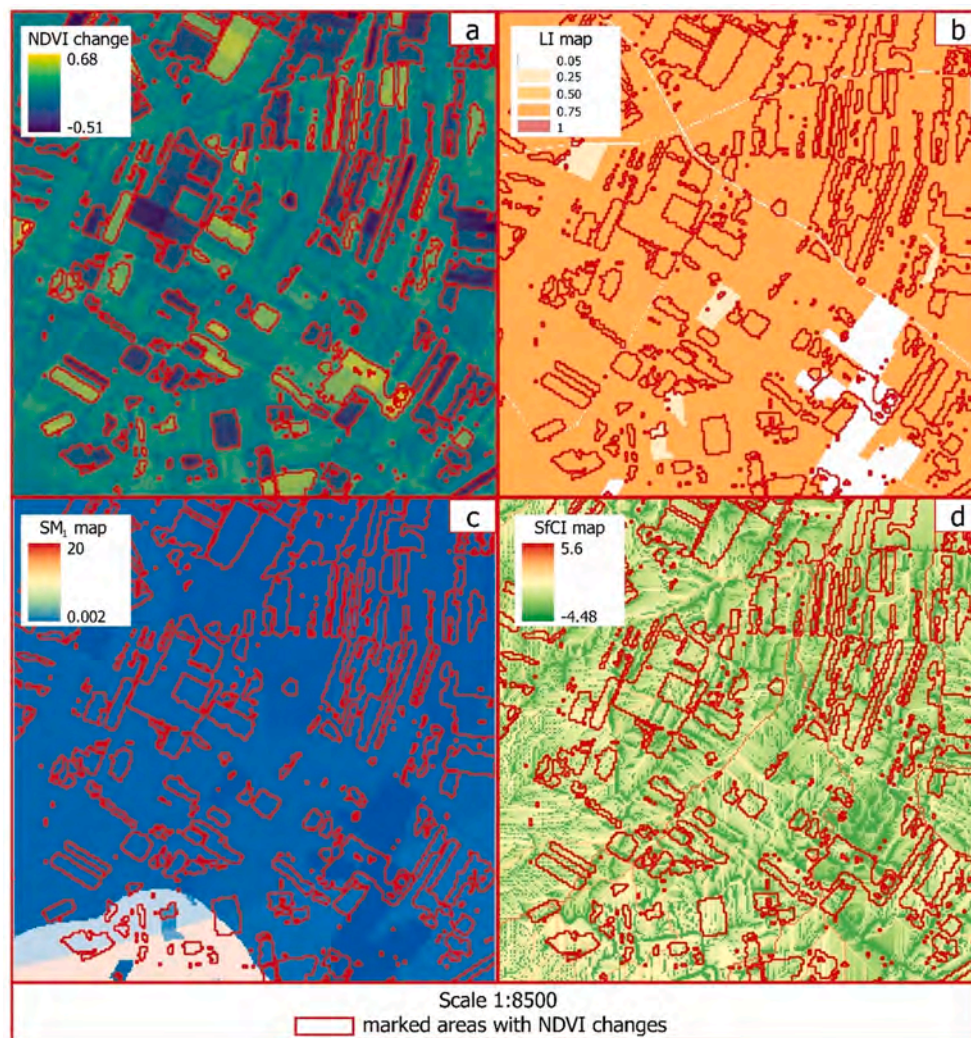 NDVI change
0.68
-0.51
a
LI map
0.05
0.25
0.50
0.75
1
b
SM₁ map
20
0.002
c
SfCI map
5.6
-4.48
d
Scale 1:8500
marked areas with NDVI changes